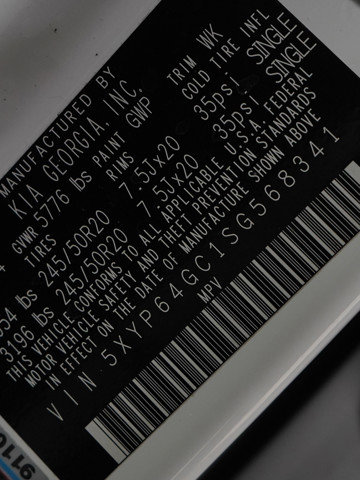 MANUFACTURED BY
KIA GEORGIA, INC.
GVWR 5776 lbs PAINT GWP TRIM WK
TIRES RIMS COLD TIRE INFL
54 lbs 245/50R20 7.5Jx20 35psi SINGLE
3196 lbs 245/50R20 7.5Jx20 35psi SINGLE
THIS VEHICLE CONFORMS TO ALL APPLICABLE U.S.A. FEDERAL
MOTOR VEHICLE SAFETY AND THEFT PREVENTION STANDARDS
IN EFFECT ON THE DATE OF MANUFACTURE SHOWN ABOVE
VIN 5XYP64GC1SG568341
MPV
9110